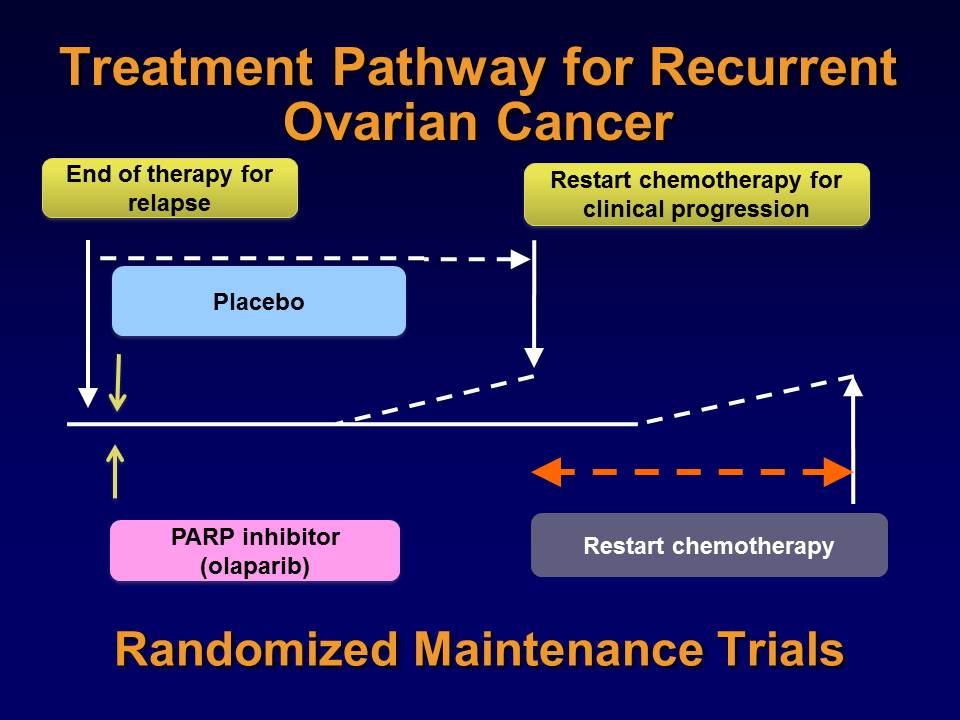 Treatment Pathway for Recurrent
Ovarian Cancer
End of therapy for
relapse
Restart chemotherapy for
clinical progression
Placebo
PARP inhibitor
(olaparib)
Restart chemotherapy
Randomized Maintenance Trials